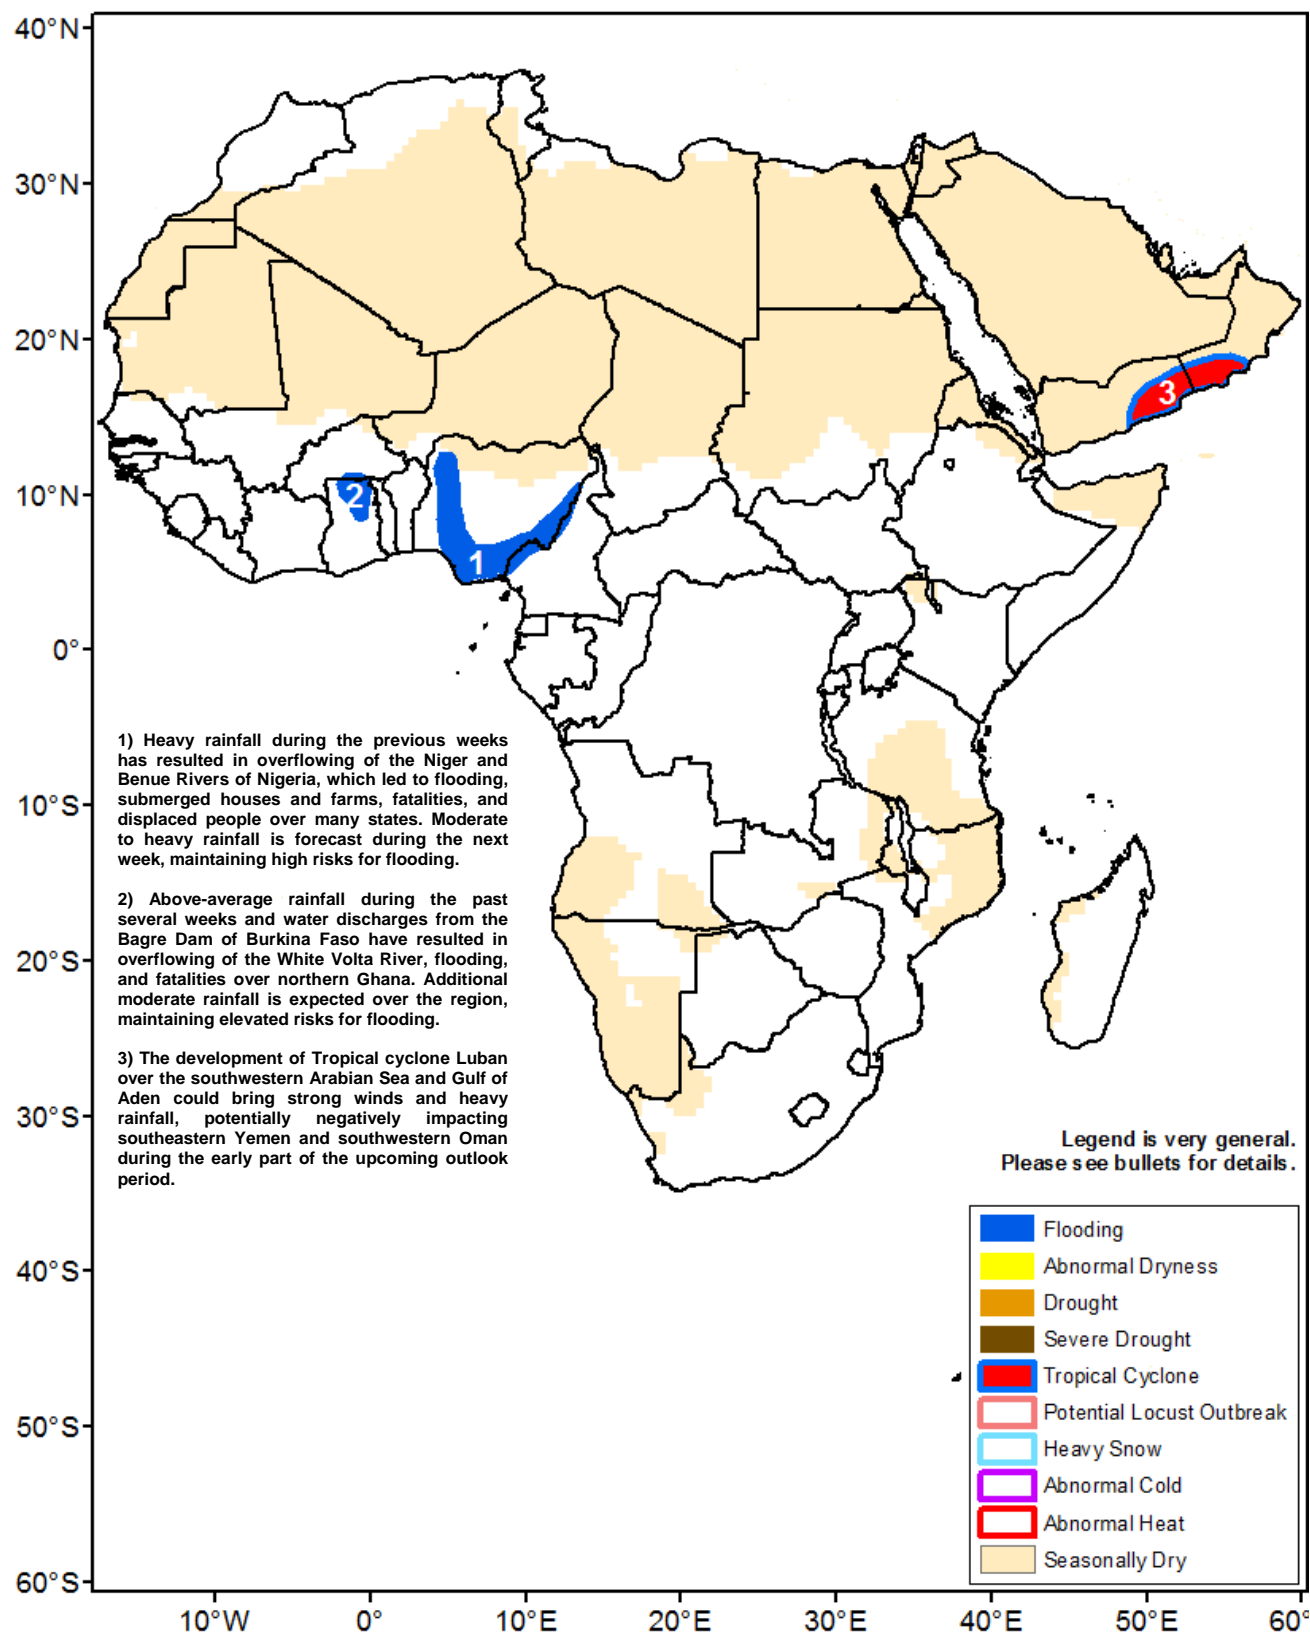 40°N
30°N
20°N
10°N
0°
10°S
20°S
30°S
40°S
50°S
60°S
1
2
3
1) Heavy rainfall during the previous weeks
has resulted in overflowing of the Niger and
Benue Rivers of Nigeria, which led to flooding,
submerged houses and farms, fatalities, and
displaced people over many states. Moderate
to heavy rainfall is forecast during the next
week, maintaining high risks for flooding.
2) Above-average rainfall during the past
several weeks and water discharges from the
Bagre Dam of Burkina Faso have resulted in
overflowing of the White Volta River, flooding,
and fatalities over northern Ghana. Additional
moderate rainfall is expected over the region,
maintaining elevated risks for flooding.
3) The development of Tropical cyclone Luban
over the southwestern Arabian Sea and Gulf of
Aden could bring strong winds and heavy
rainfall, potentially negatively impacting
southeastern Yemen and southwestern Oman
during the early part of the upcoming outlook
period.
Legend is very general.
Please see bullets for details.
Flooding
Abnormal Dryness
Drought
Severe Drought
Tropical Cyclone
Potential Locust Outbreak
Heavy Snow
Abnormal Cold
Abnormal Heat
Seasonally Dry
10°W
0°
10°E
20°E
30°E
40°E
50°E
60°